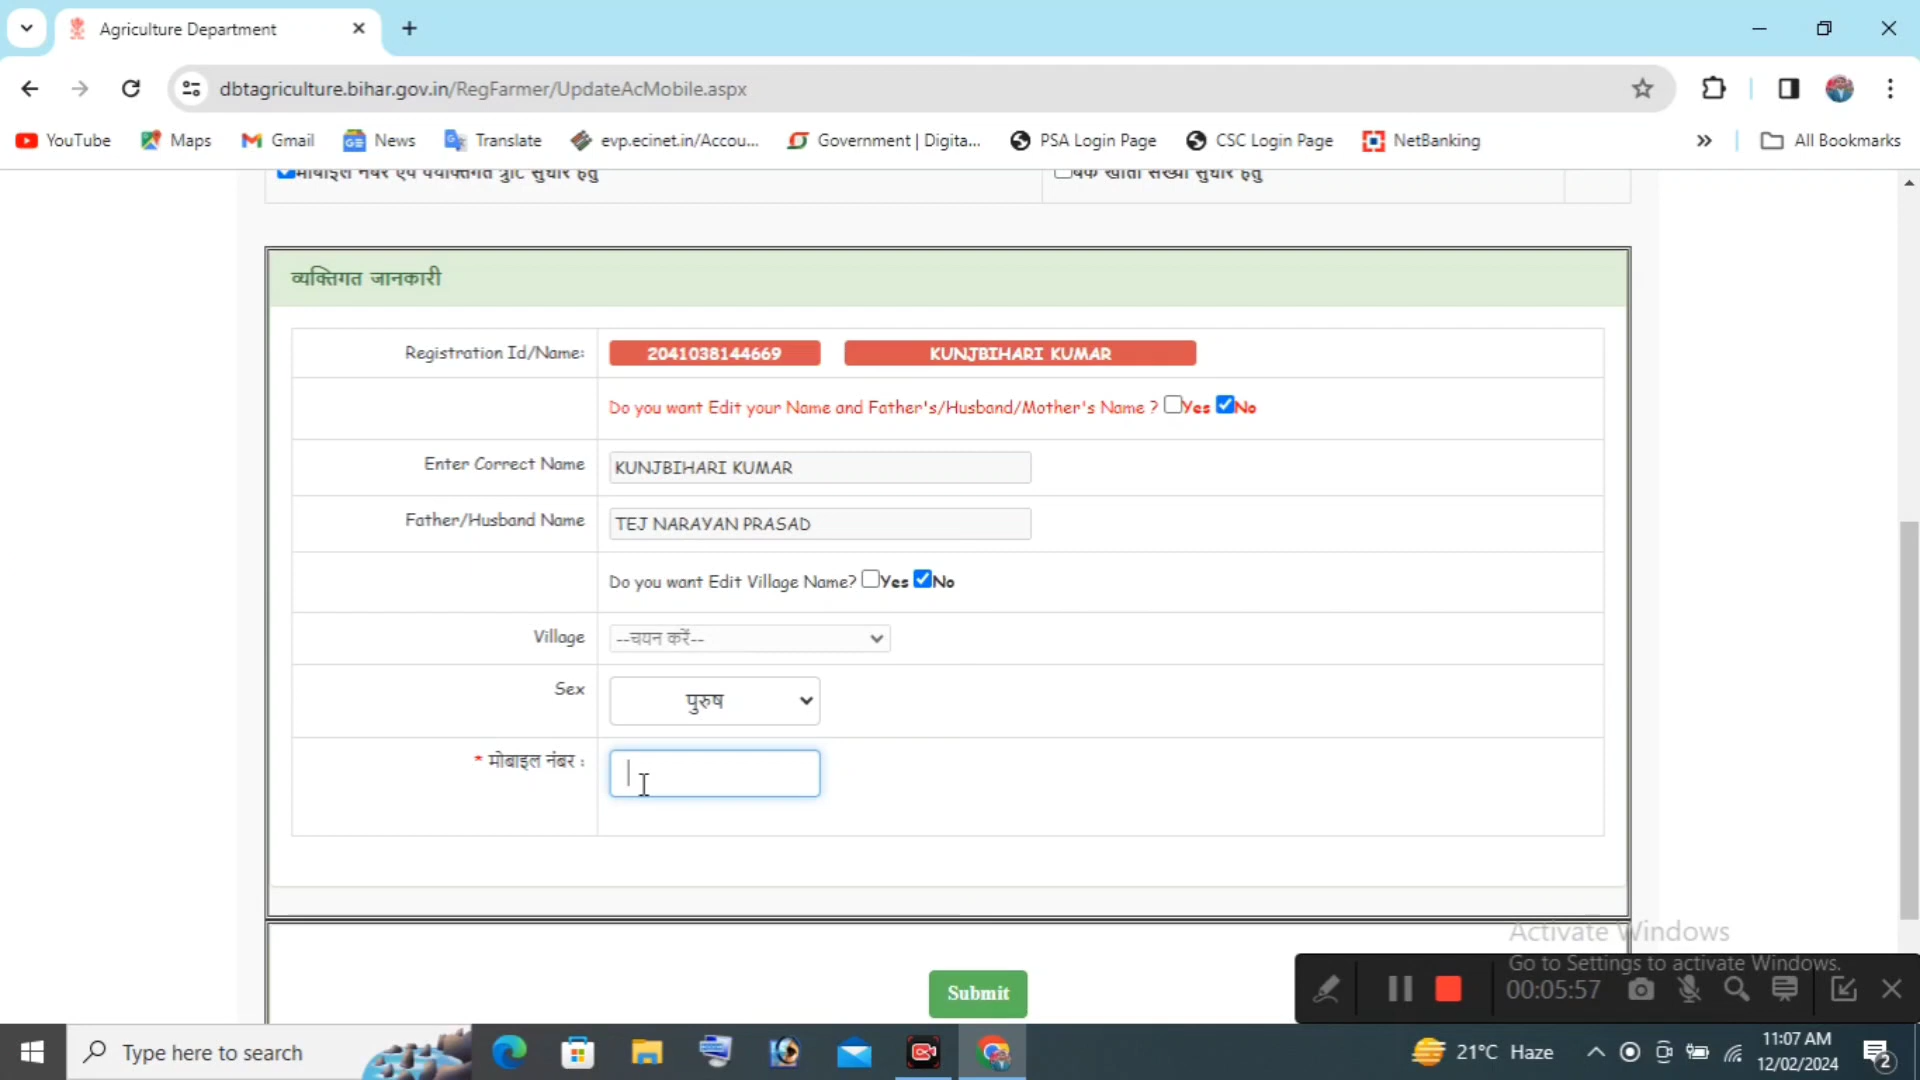 Agriculture Department
dbtagriculture.bihar.gov.in/RegFarmer/UpdateAcMobile.aspx
YouTube Maps Gmail News Translate evp.ecinet.in/Accou... Government | Digita... PSA Login Page CSC Login Page NetBanking » All Bookmarks
व्यक्तिगत जानकारी
Registration Id/Name: 2041038144669 KUNJBIHARI KUMAR
Do you want Edit your Name and Father's/Husband/Mother's Name ? Yes No
Enter Correct Name KUNJBIHARI KUMAR
Father/Husband Name TEJ NARAYAN PRASAD
Do you want Edit Village Name? Yes No
Village --चयन करें--
Sex पुरुष
* मोबाइल नंबर :
Submit
Activate Windows
Go to Settings to activate Windows.
00:05:57
Type here to search
21°C Haze
11:07 AM
12/02/2024
2